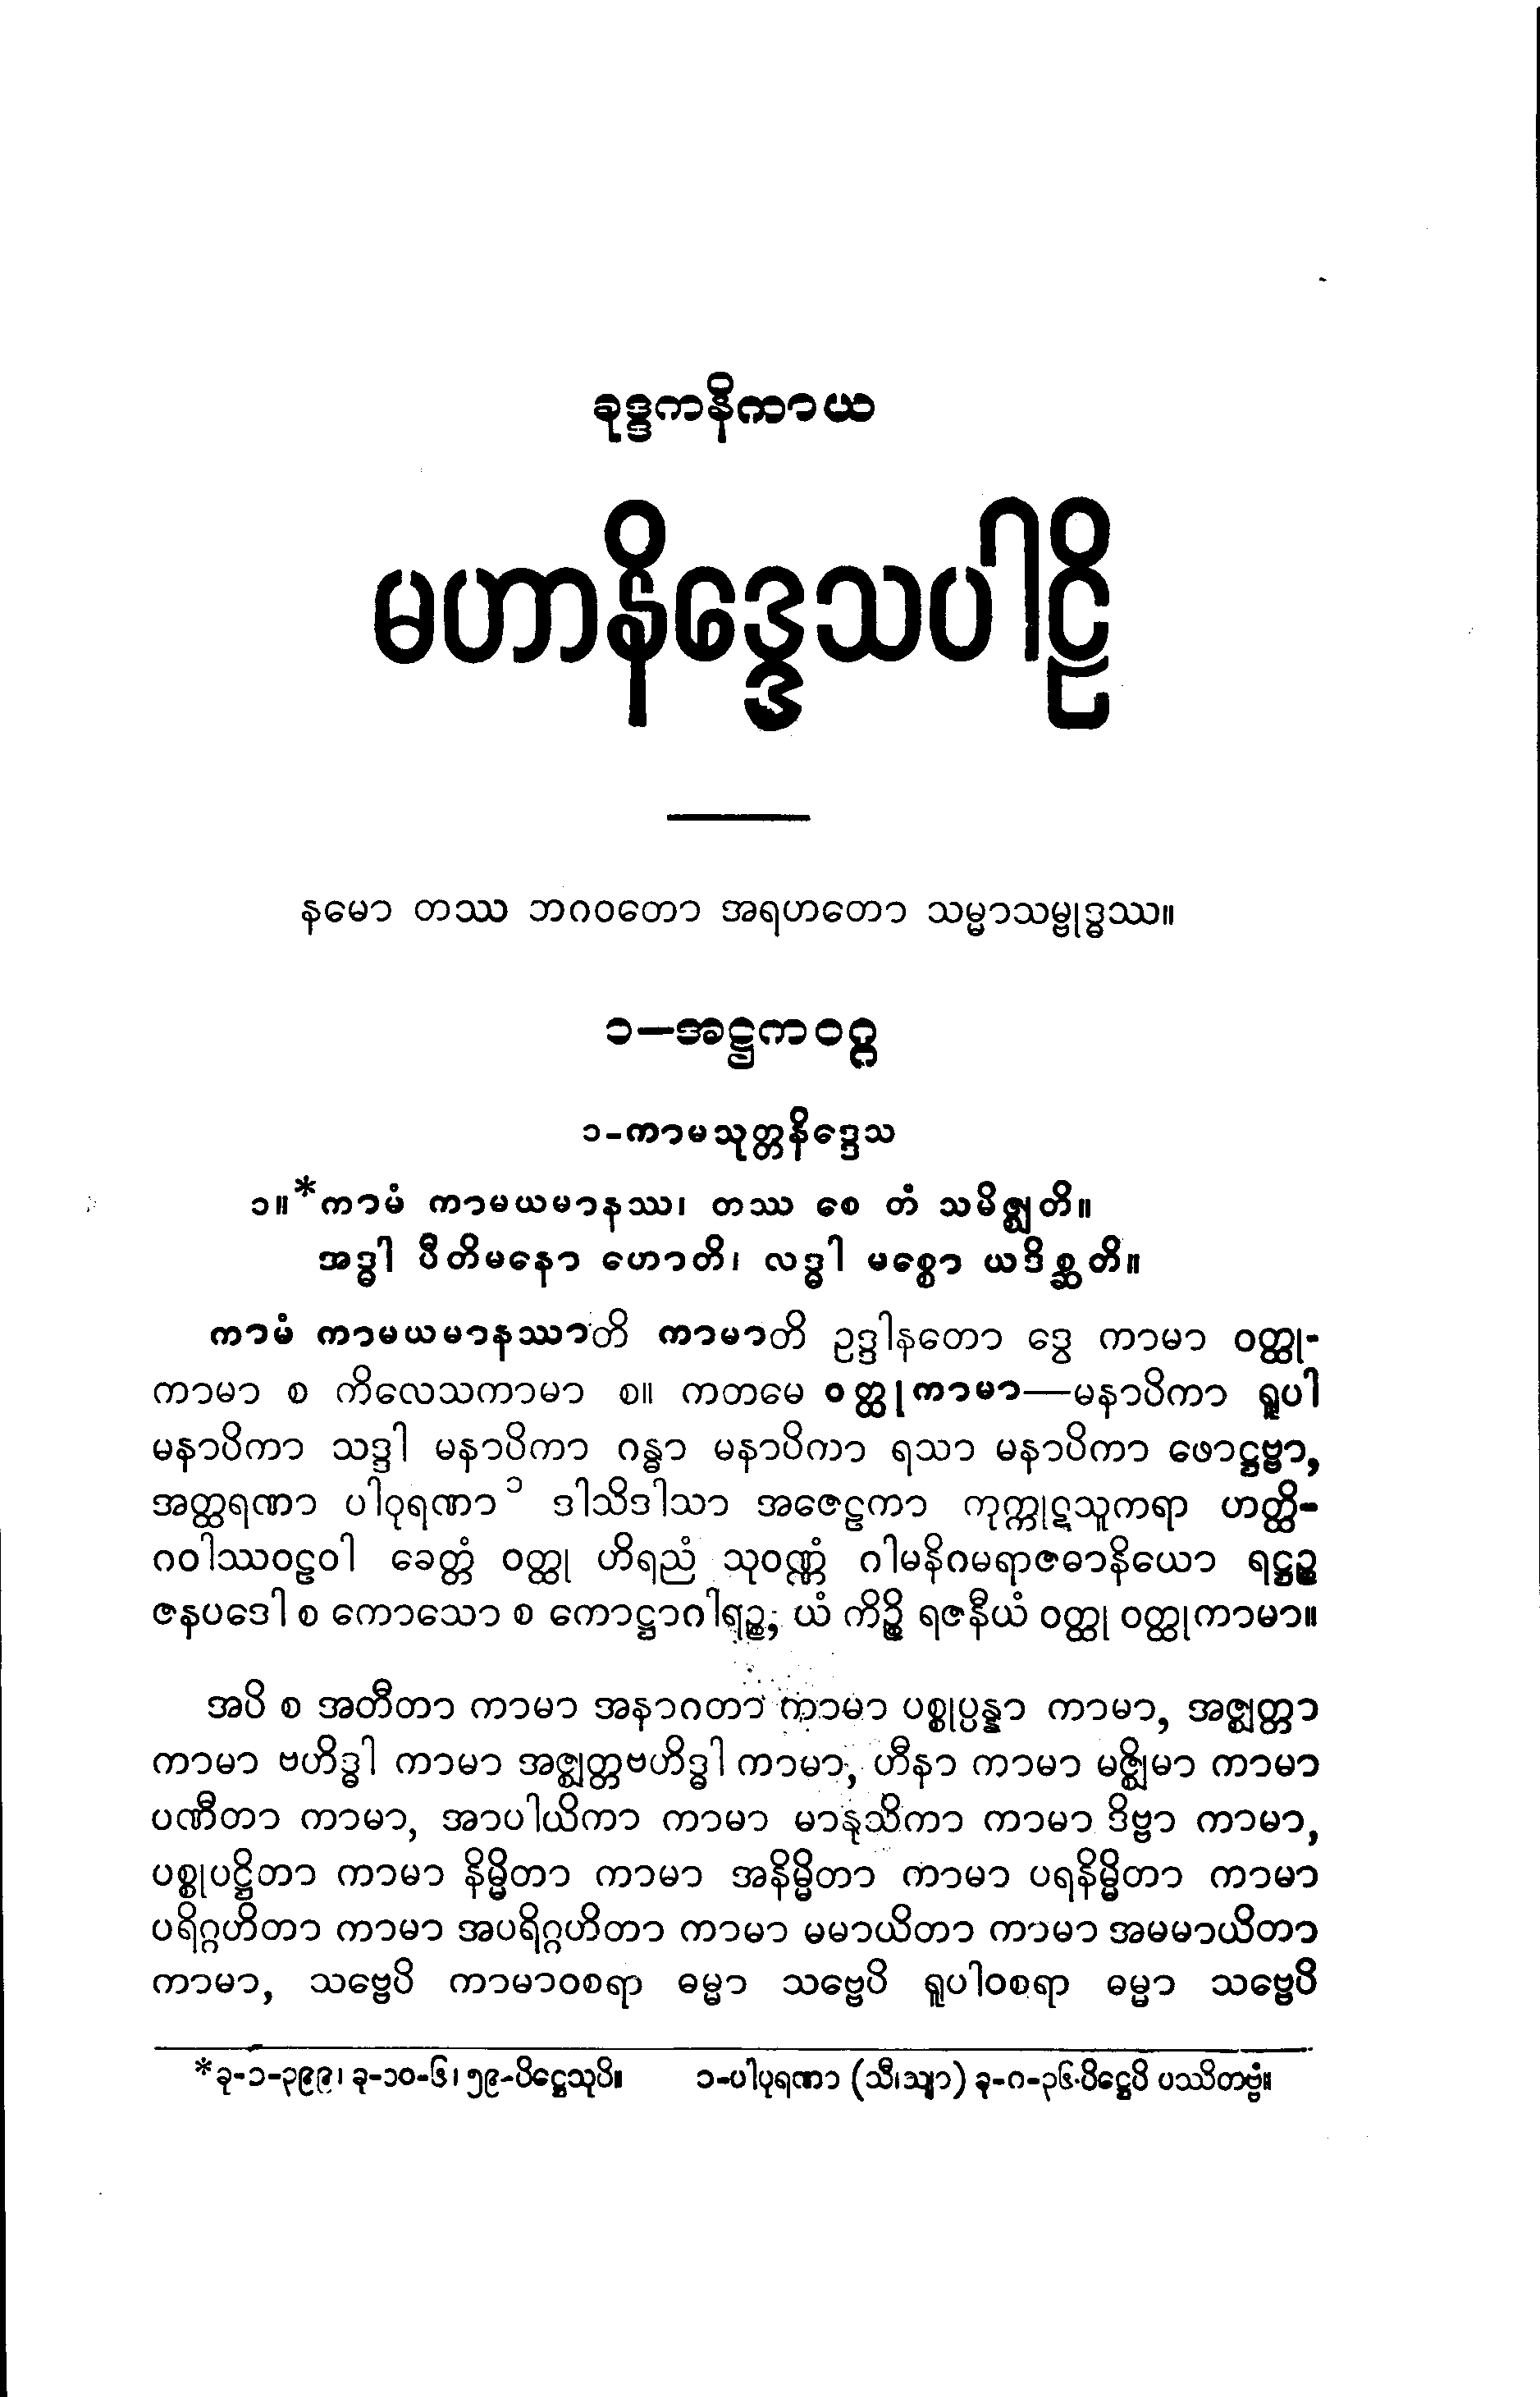 ခုဒ္ဒကနိကာယ
မဟာနိဒ္ဒေသပါဠိ
နမော တဿ ဘဂဝတော အရဟတော သမ္မာသမ္ဗုဒ္ဓဿ။
၁—အဋ္ဌကဝဂ္ဂ
၁-ကာမသုတ္တနိဒ္ဒေသ
၁။*ကာမံ ကာမယမာနဿ၊ တဿ စေ တံ သမိဇ္ဈတိ။
အဒ္ဓါ ပီတိမနော ဟောတိ၊ လဒ္ဓါ မစ္စော ယဒိစ္ဆတိ။
ကာမံ ကာမယမာနဿာတိ ကာမာတိ ဥဒ္ဒါနတော ဒွေ ကာမာ ဝတ္ထု-
ကာမာ စ ကိလေသကာမာ စ။ ကတမေ ဝတ္ထုကာမာ—မနာပိကာ ရူပါ
မနာပိကာ သဒ္ဒါ မနာပိကာ ဂန္ဓာ မနာပိကာ ရသာ မနာပိကာ ဖောဋ္ဌဗ္ဗာ,
အတ္ထရဏာ ပါဝုရဏာ ၁ ဒါသိဒါသာ အဇေဠကာ ကုက္ကုဋသူကရာ ဟတ္ထိ-
ဂဝါဿဝဠဝါ ခေတ္တံ ဝတ္ထု ဟိရညံ သုဝဏ္ဏံ ဂါမနိဂမရာဇဓာနိယော ရဋ္ဌဉ္စ
ဇနပဒေါ စ ကောသော စ ကောဋ္ဌာဂါရဉ္စ, ယံ ကိဉ္စိ ရဇနီယံ ဝတ္ထု ဝတ္ထုကာမာ။
အပိ စ အတီတာ ကာမာ အနာဂတာ ကာမာ ပစ္စုပ္ပန္နာ ကာမာ, အဇ္ဈတ္တာ
ကာမာ ဗဟိဒ္ဓါ ကာမာ အဇ္ဈတ္တဗဟိဒ္ဓါ ကာမာ, ဟီနာ ကာမာ မဇ္ဈိမာ ကာမာ
ပဏီတာ ကာမာ, အာပါယိကာ ကာမာ မာနုသိကာ ကာမာ ဒိဗ္ဗာ ကာမာ,
ပစ္စုပဋ္ဌိတာ ကာမာ နိမ္မိတာ ကာမာ အနိမ္မိတာ ကာမာ ပရနိမ္မိတာ ကာမာ
ပရိဂ္ဂဟိတာ ကာမာ အပရိဂ္ဂဟိတာ ကာမာ မမာယိတာ ကာမာ အမမာယိတာ
ကာမာ, သဗ္ဗေပိ ကာမာဝစရာ ဓမ္မာ သဗ္ဗေပိ ရူပါဝစရာ ဓမ္မာ သဗ္ဗေပိ
*ခု-၁-၃၉၉၊ ခု-၁၀-၆၊ ၅၉-ပိဋ္ဌေသုပိ။ ၁-ပါပုရဏာ (သီ၊သျာ) ခု-ဂ-၃၆-ပိဋ္ဌေပိ ပဿိတဗ္ဗံ။